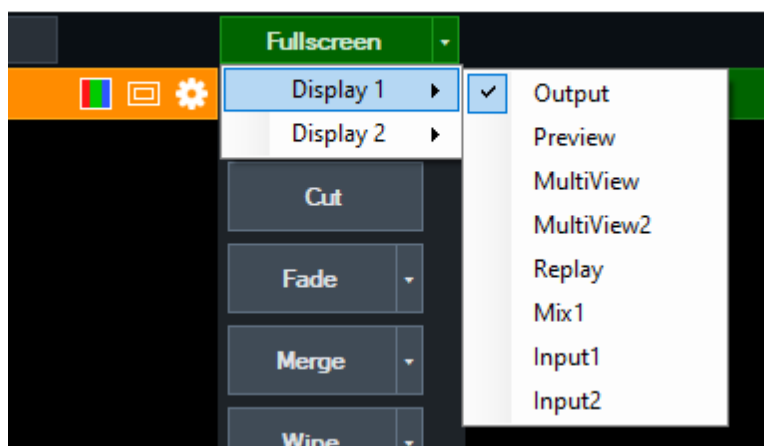 Fullscreen
Display 1
Display 2
Output
Preview
MultiView
MultiView2
Replay
Mix1
Input1
Input2
Cut
Fade
Merge
Wipe